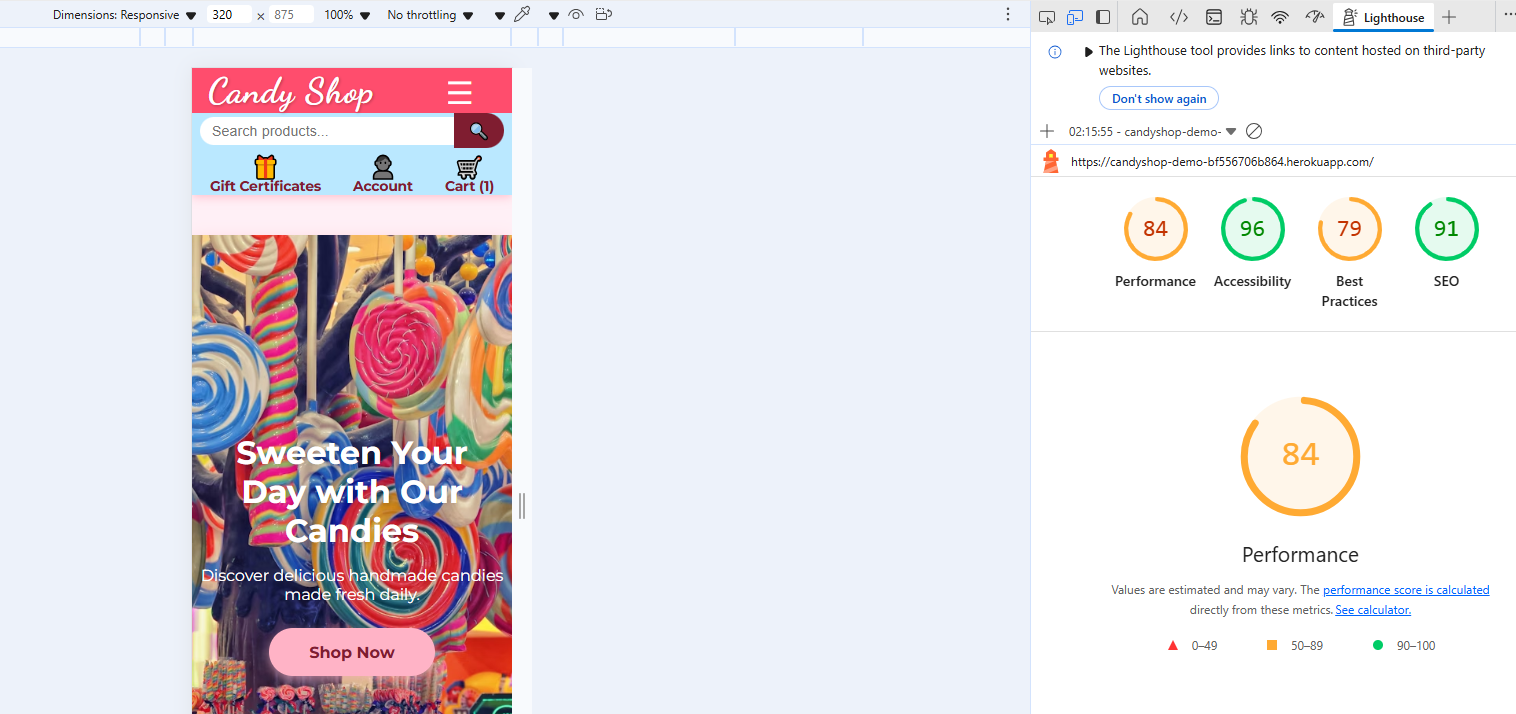 Dimensions: Responsive 320 × 875 100% No throttling
Candy Shop
Search products...
Gift Certificates Account Cart (1)
Sweeten Your
Day with Our
Candies
Discover delicious handmade candies
made fresh daily.
Shop Now
Lighthouse
The Lighthouse tool provides links to content hosted on third-party
websites.
Don't show again
02:15:55 - candyshop-demo-
https://candyshop-demo-bf556706b864.herokuapp.com/
84 96 79 91
Performance Accessibility Best SEO
Practices
84
Performance
Values are estimated and may vary. The performance score is calculated
directly from these metrics. See calculator.
0–49 50–89 90–100